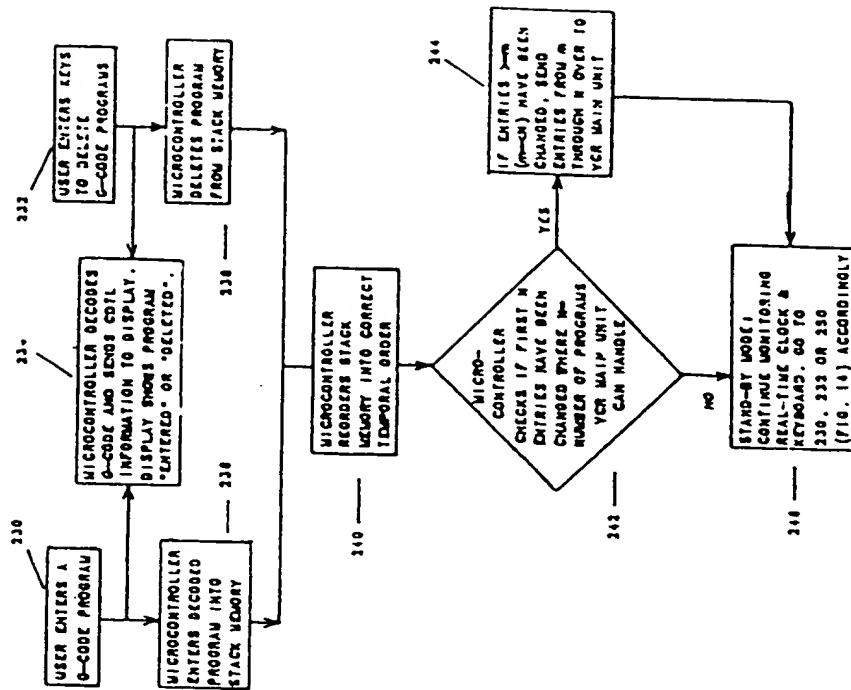 230
USER ENTERS A
G-CODE PROGRAM
232
USER ENTERS KEYS
TO DELETE
G-CODE PROGRAMS
MICROCONTROLLER DECODES
G-CODE AND SENDS CDTL
INFORMATION TO DISPLAY.
DISPLAY SHOWS PROGRAM
"ENTERED" OR "DELETED".
MICROCONTROLLER
ENTERS DECODED
PROGRAM INTO
STACK MEMORY
MICROCONTROLLER
DELETES PROGRAM
FROM STACK MEMORY
238
MICROCONTROLLER
REORDERS STACK
MEMORY INTO CORRECT
TEMPORAL ORDER
240
MICRO-
CONTROLLER
CHECKS IF FIRST N
ENTRIES HAVE BEEN
CHANGED WHERE N-
NUMBER OF PROGRAMS
VCR MAIN UNIT
CAN HANDLE
242
YES
NO
244
IF ENTRIES >=m
(m<=N) HAVE BEEN
CHANGED, SEND
ENTRIES FROM m
THROUGH N OVER TO
VCR MAIN UNIT
STAND-BY MODE;
CONTINUE MONITORING
REAL-TIME CLOCK &
KEYBOARD. GO TO
230, 232 OR 250
(FIG. 14) ACCORDINGLY